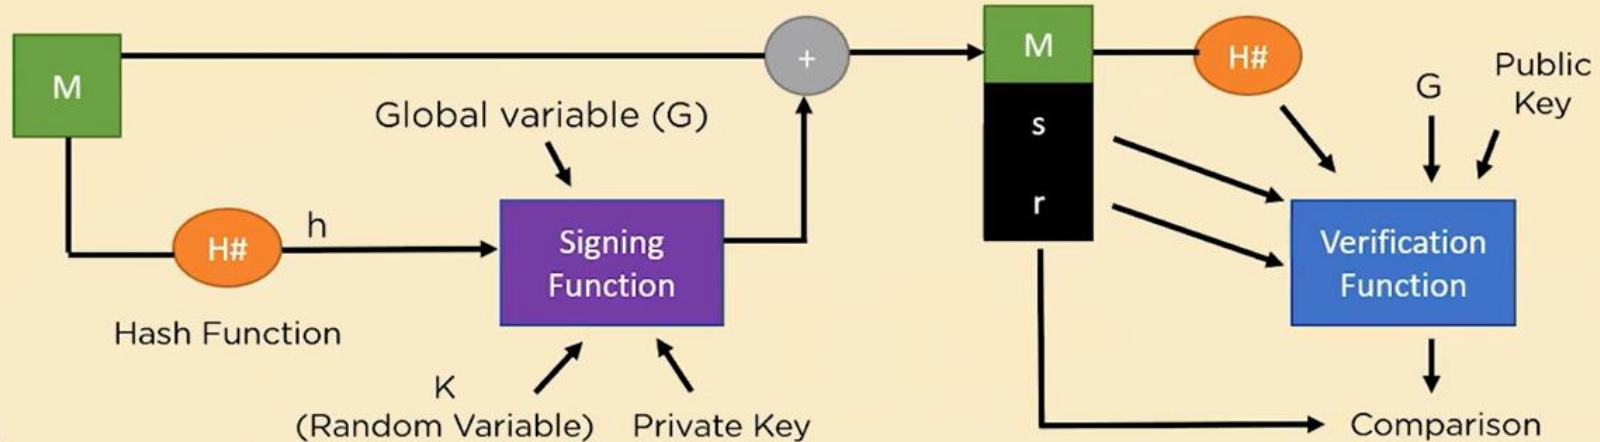 M
+
M
H#
Public
Key
G
Global variable (G)
s
r
h
H#
Signing
Function
Verification
Function
Hash Function
K
(Random Variable)
Private Key
Comparison